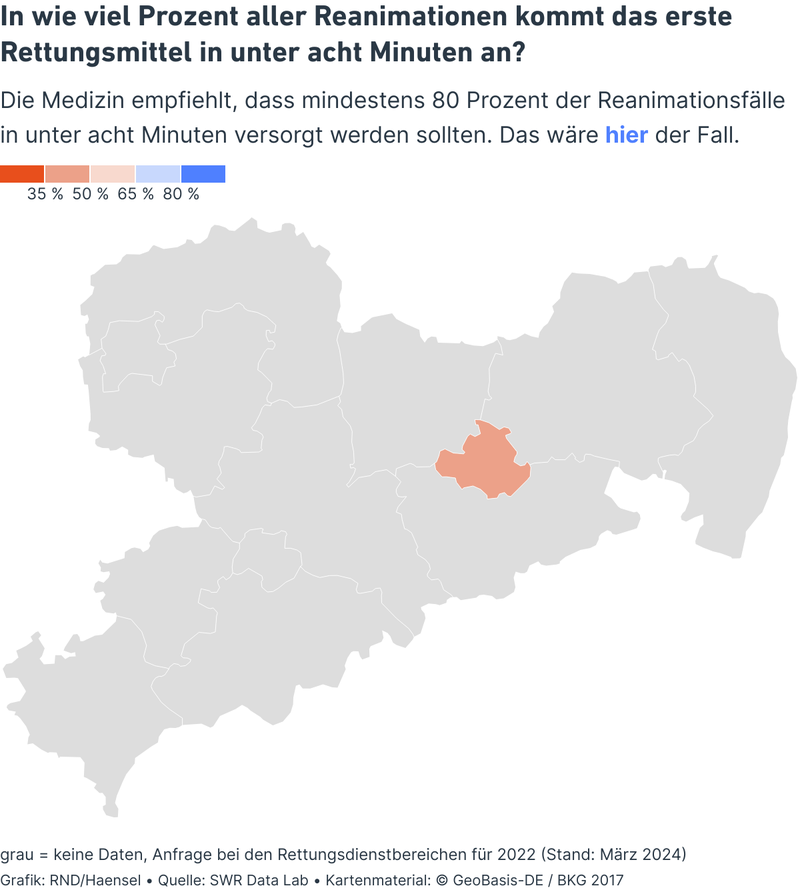 In wie viel Prozent aller Reanimationen kommt das erste
Rettungsmittel in unter acht Minuten an?
Die Medizin empfiehlt, dass mindestens 80 Prozent der Reanimationsfälle
in unter acht Minuten versorgt werden sollten. Das wäre hier der Fall.
35 % 50 % 65 % 80 %
grau = keine Daten, Anfrage bei den Rettungsdienstbereichen für 2022 (Stand: März 2024)
Grafik: RND/Haensel • Quelle: SWR Data Lab • Kartenmaterial: © GeoBasis-DE / BKG 2017